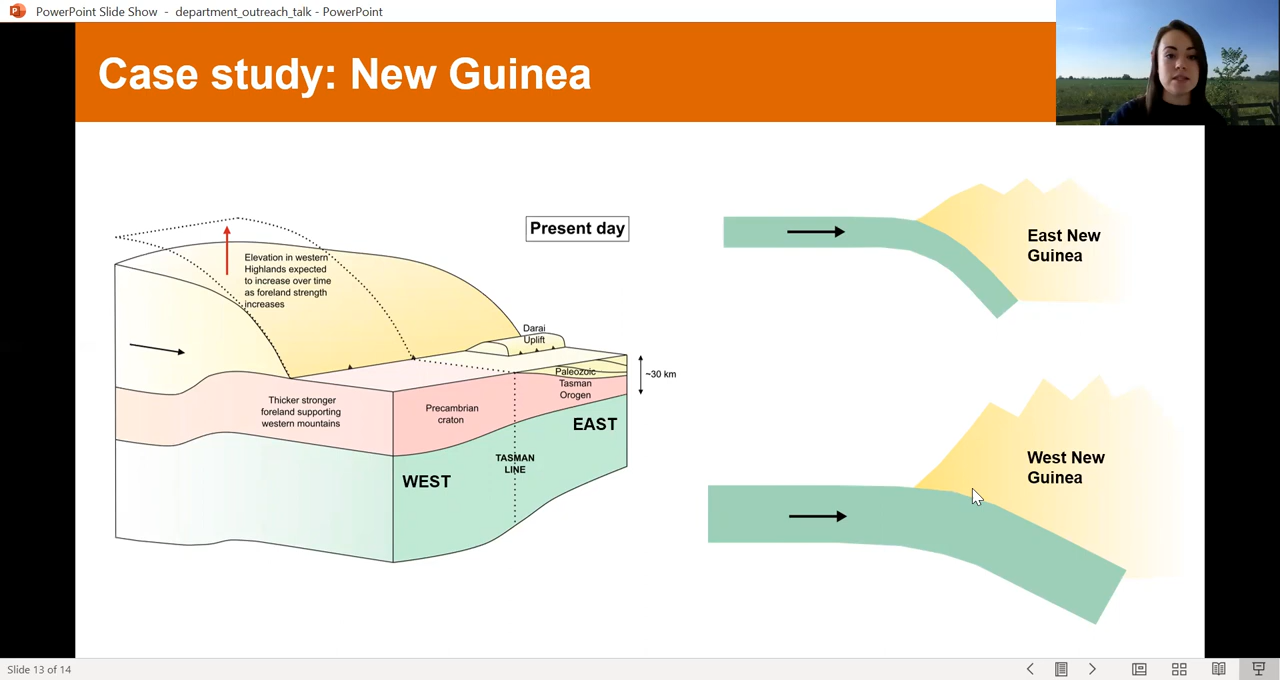 PowerPoint Slide Show - department_outreach_talk - PowerPoint
Case study: New Guinea
Present day
Elevation in western
Highlands expected
to increase over time
as foreland strength
increases
Darai
Uplift
~30 km
Paleozoic
Tasman
Orogen
Thicker stronger
foreland supporting
western mountains
Precambrian
craton
EAST
TASMAN
LINE
WEST
East New
Guinea
West New
Guinea
Slide 13 of 14